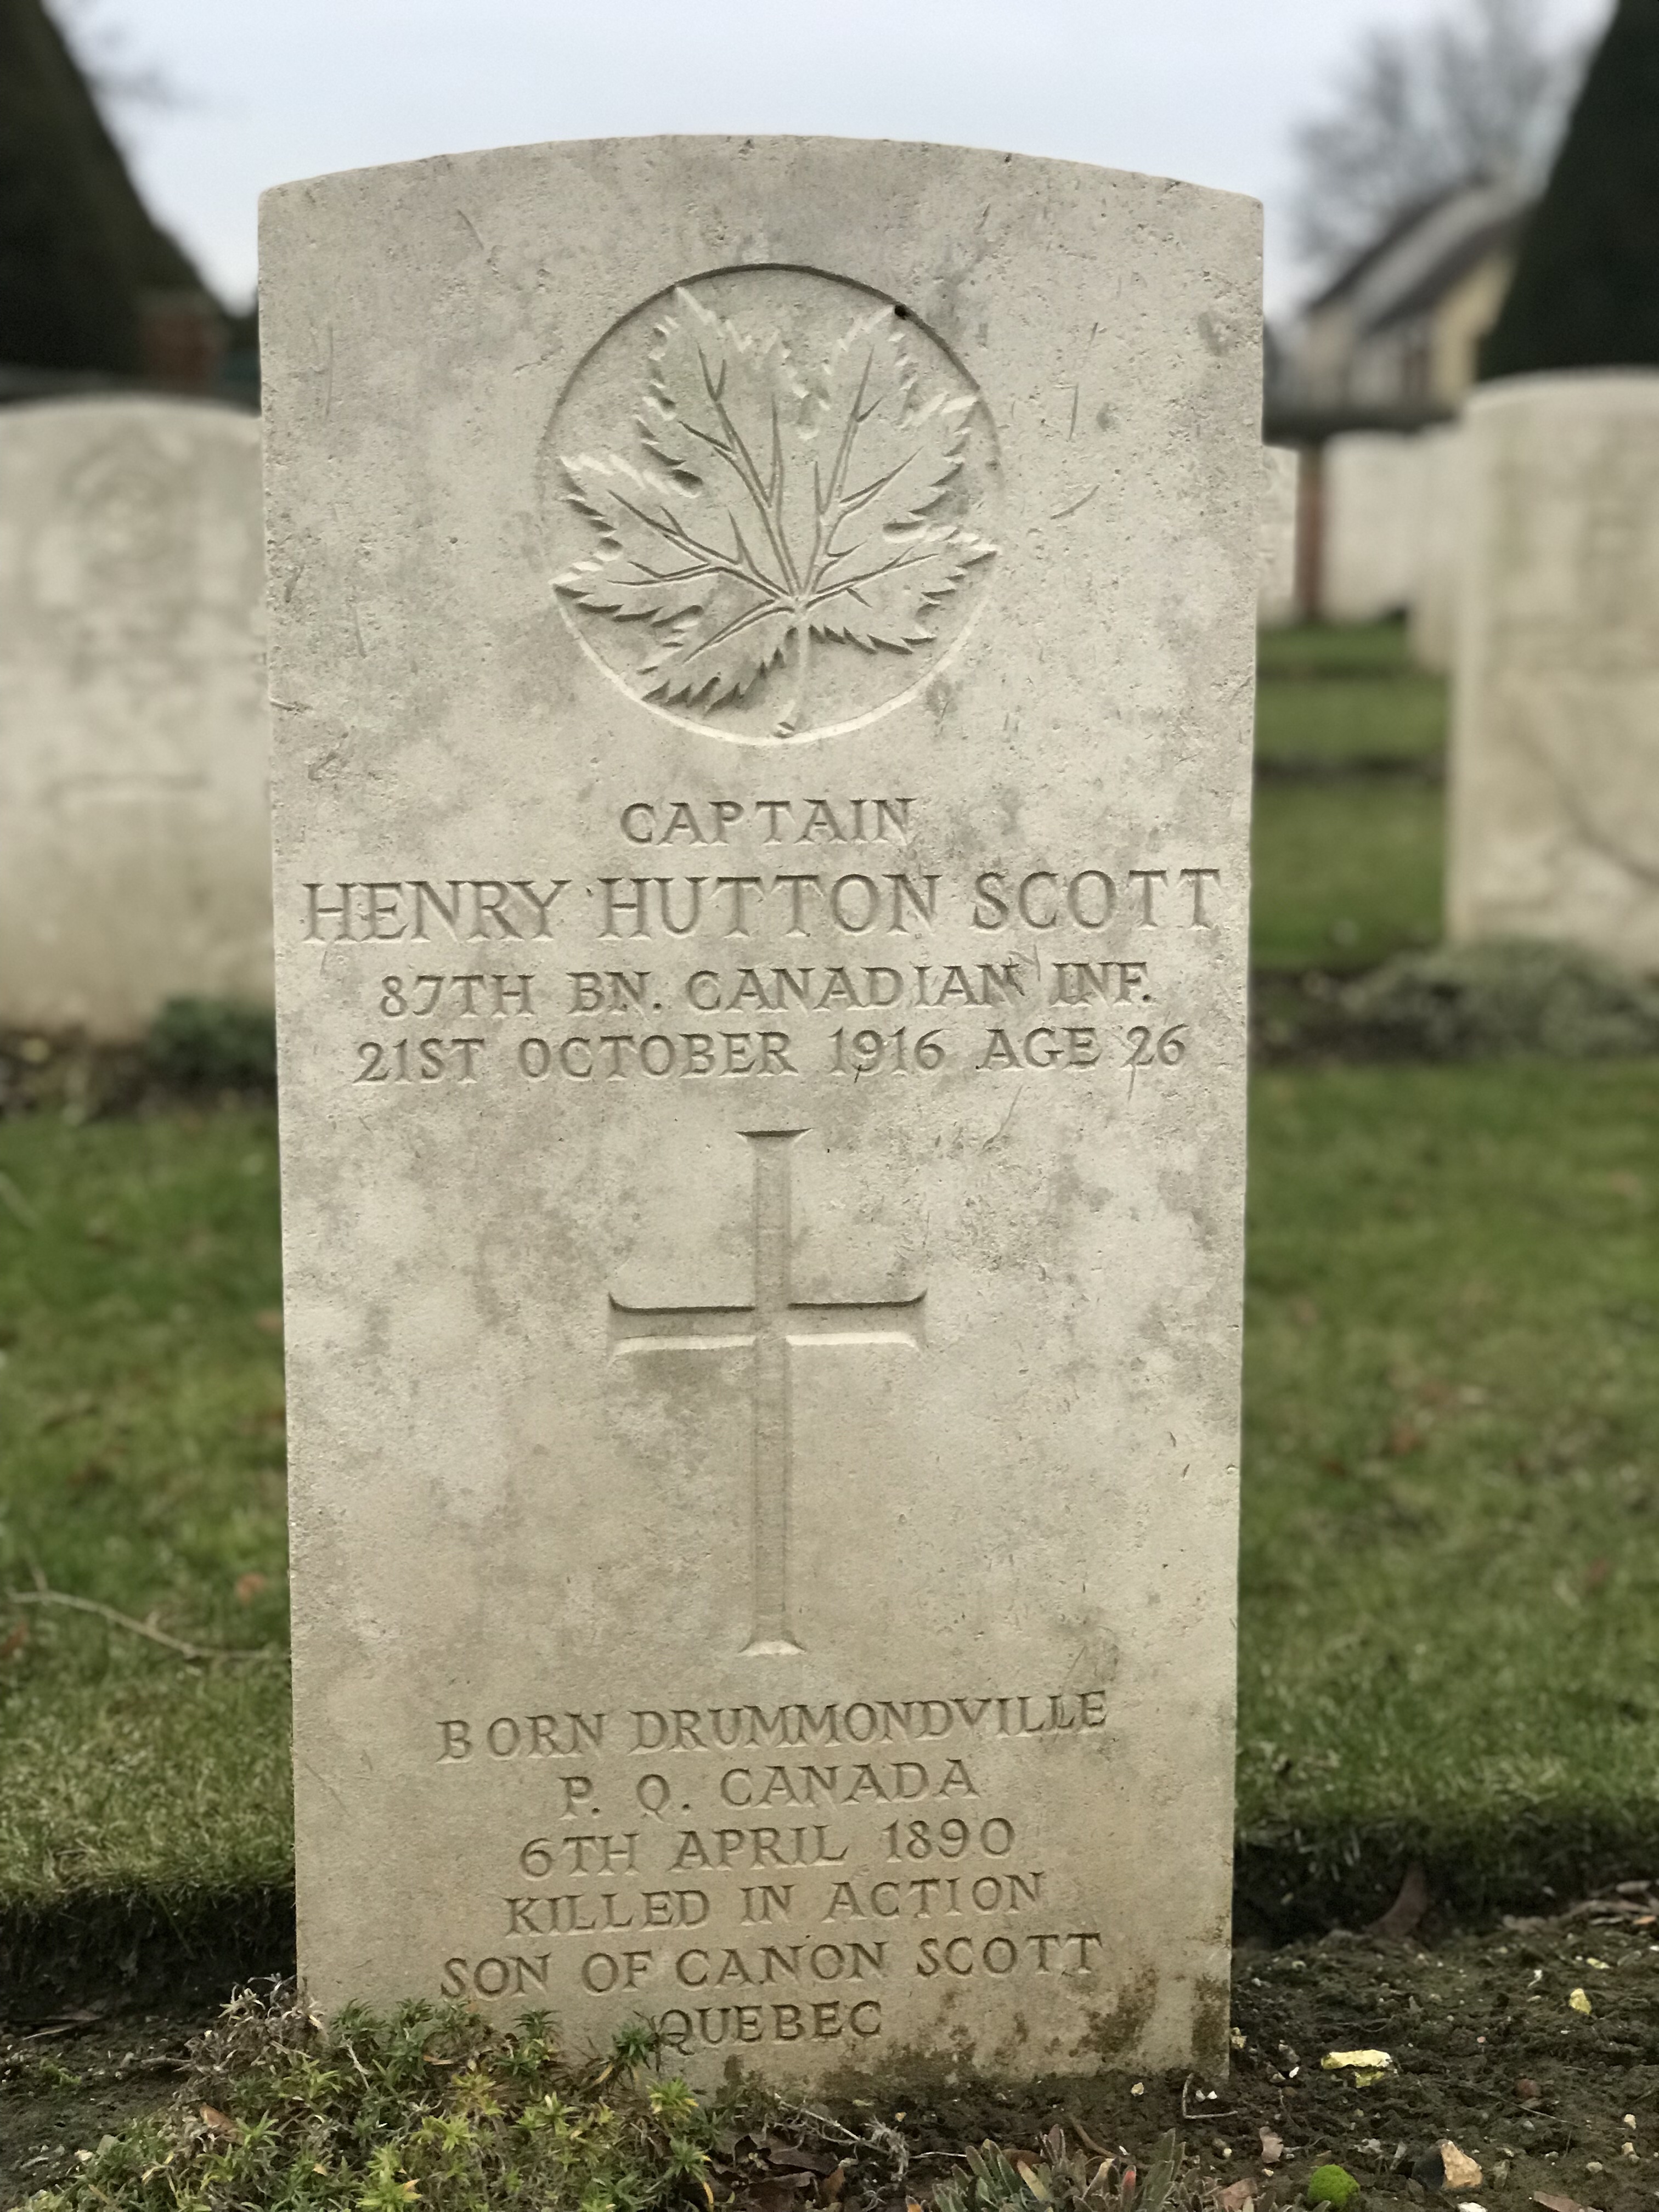 CAPTAIN
HENRY HUTTON SCOTT
87TH BN. CANADIAN INF.
21ST OCTOBER 1916 AGE 26
BORN DRUMMONDVILLE
P. Q. CANADA
6TH APRIL 1890
KILLED IN ACTION
SON OF CANON SCOTT
QUEBEC